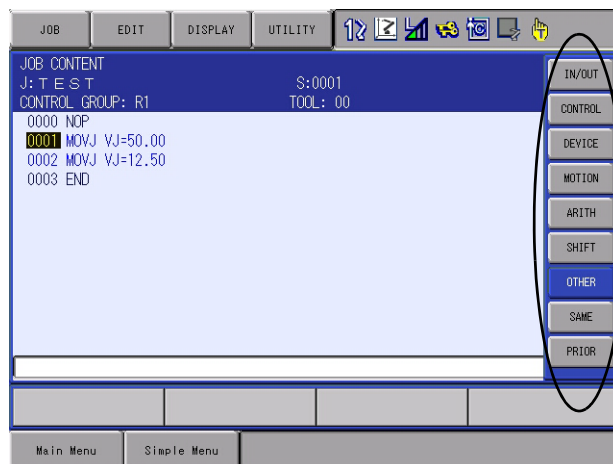 JOB EDIT DISPLAY UTILITY
JOB CONTENT
J:TEST S:0001
CONTROL GROUP: R1 TOOL: 00
0000 NOP
0001 MOVJ VJ=50.00
0002 MOVJ VJ=12.50
0003 END
IN/OUT
CONTROL
DEVICE
MOTION
ARITH
SHIFT
OTHER
SAME
PRIOR
Main Menu Simple Menu